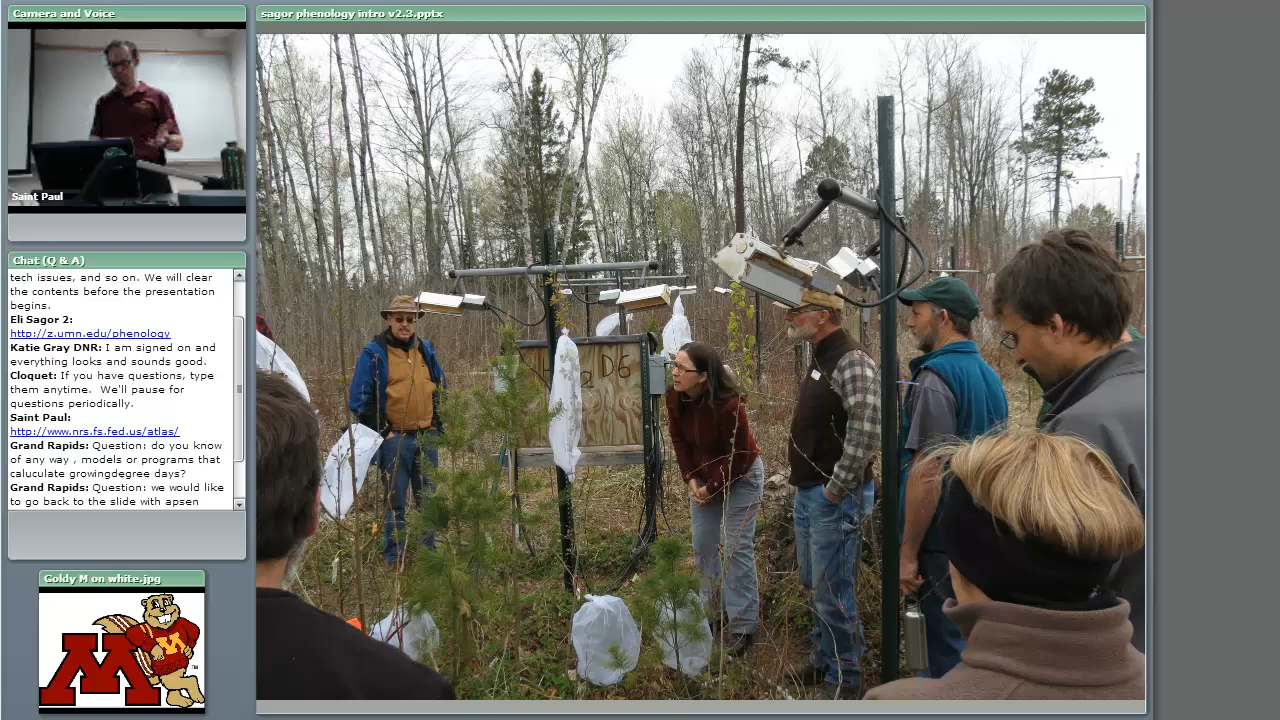 Camera and Voice
Saint Paul
Chat (Q & A)
tech issues, and so on. We will clear
the contents before the presentation
begins.
Eli Sagor 2:
http://z.umn.edu/phenology
Katie Gray DNR: I am signed on and
everything looks and sounds good.
Cloquet: If you have questions, type
them anytime. We'll pause for
questions periodically.
Saint Paul:
http://www.nrs.fs.fed.us/atlas/
Grand Rapids: Question: do you know
of any way , models or programs that
caluculate growingdegree days?
Grand Rapids: Question: we would like
to go back to the slide with apsen
Goldy M on white.jpg
M
M
TM
sagor phenology intro v2.3.pptx
D6